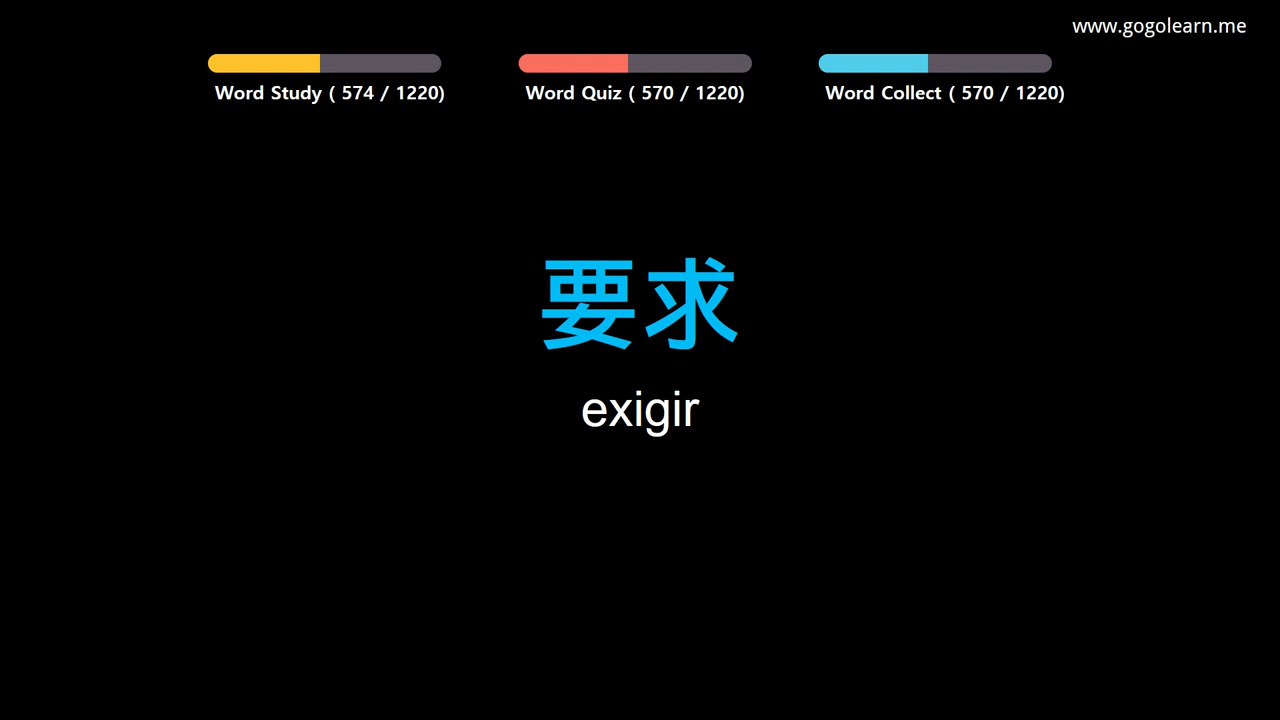 www.gogolearn.me
Word Study ( 574 / 1220)
Word Quiz ( 570 / 1220)
Word Collect ( 570 / 1220)
要求
exigir